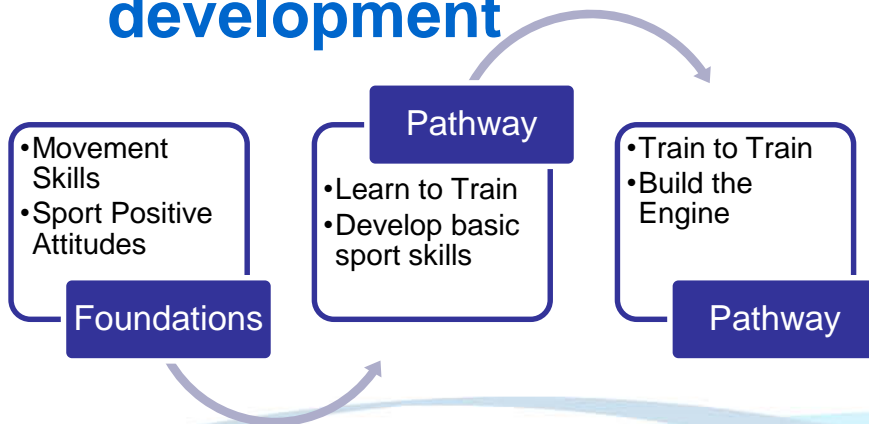 development
•Movement
Skills
•Sport Positive
Attitudes
Foundations
Pathway
•Learn to Train
•Develop basic
sport skills
•Train to Train
•Build the
Engine
Pathway